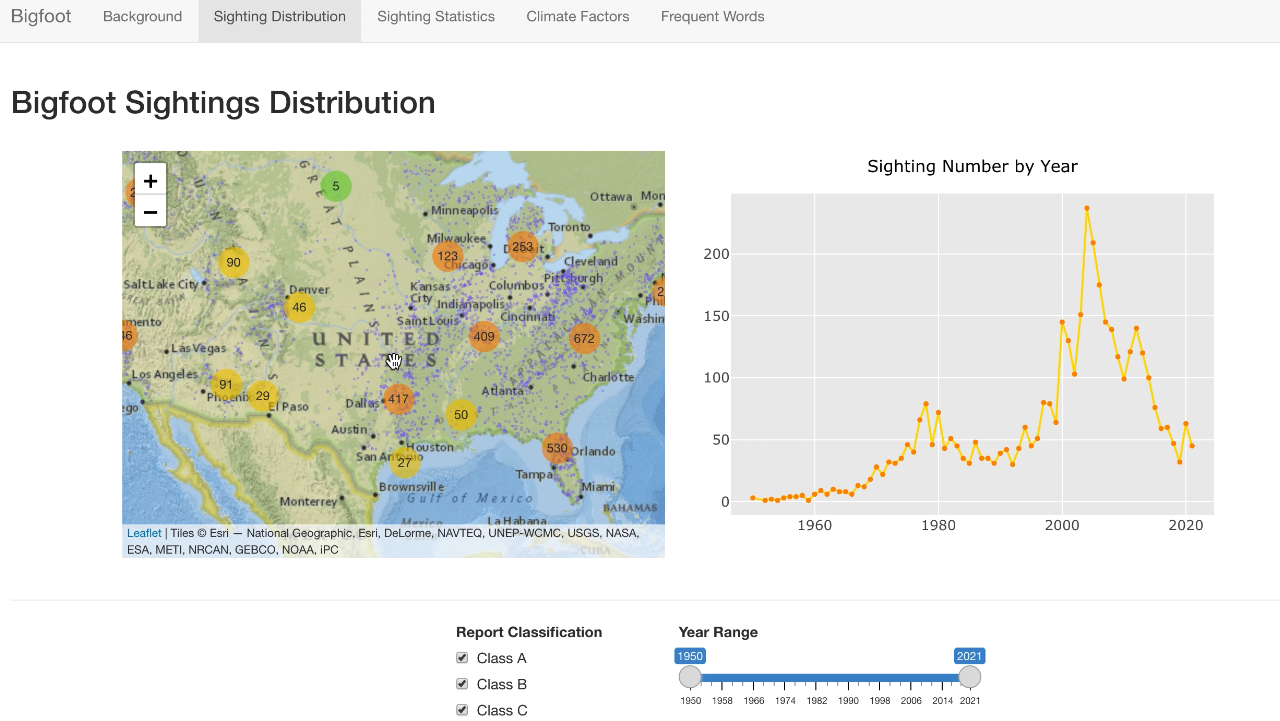 Bigfoot Background Sighting Distribution Sighting Statistics Climate Factors Frequent Words
Bigfoot Sightings Distribution
+
−
GREAT PLAINS
5
Ottawa
Mon
Minneapolis
Toronto
Milwaukee
253
123
Chicago
Cleveland
90
Pittsburgh
Salt Lake City
Kansas City
Columbus
Denver
Indianapolis
46
Saint Louis
Cincinnati
Washin
mento
UNITED STATES
409
672
Las Vegas
Los Angeles
91
Phoenix
29
El Paso
Dallas
417
Atlanta
Charlotte
50
Austin
Houston
San Antonio
27
530
Orlando
Tampa
Brownsville
Miami
Monterrey
Gulf of Mexico
BAHAMAS
Mexico
La Habana
CUBA
Leaflet | Tiles © Esri — National Geographic, Esri, DeLorme, NAVTEQ, UNEP-WCMC, USGS, NASA,
ESA, METI, NRCAN, GEBCO, NOAA, iPC
Sighting Number by Year
200
150
100
50
0
1960 1980 2000 2020
Report Classification
Class A
Class B
Class C
Year Range
1950 2021
1950 1958 1966 1974 1982 1990 1998 2006 2014 2021